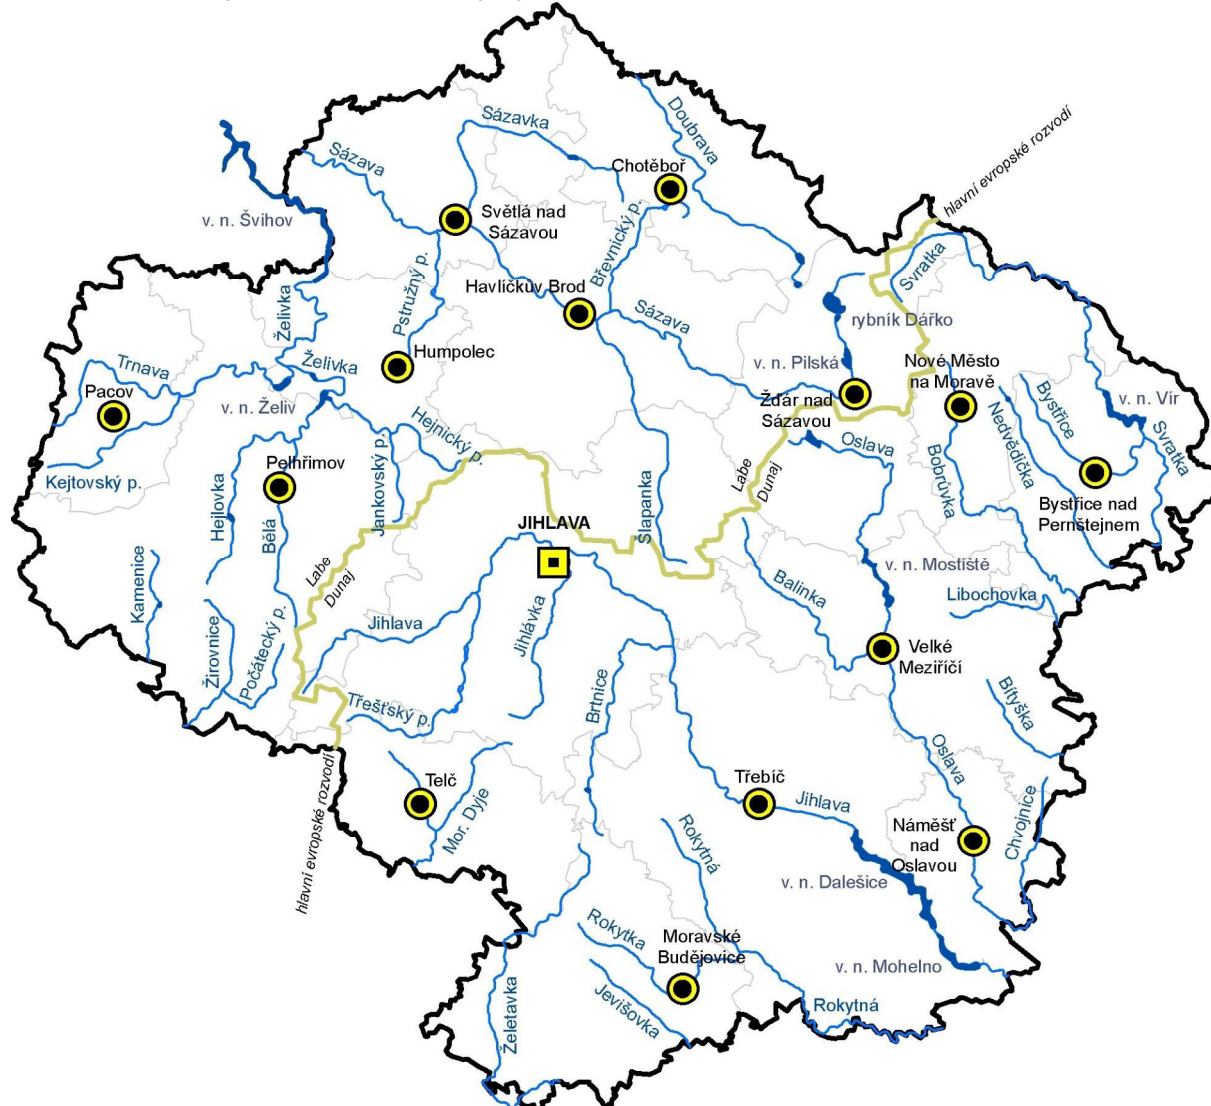 Sázavka
Doubrava
hlavní evropské rozvodí
Sázava
Chotěboř
v. n. Švihov
Světlá nad
Sázavou
Břevnický p.
Svratka
Pstružný p.
Havlíčkův Brod
Želivka
Sázava
rybník Dářko
Humpolec
Želivka
Trnava
v. n. Pilská
Nové Město
na Moravě
Pacov
v. n. Želiv
Žďár nad
Sázavou
Bystřice
v. n. Vír
Hejnický p.
Oslava
Nedvědička
Svratka
Kejtovský p.
Pelhřimov
Jankovský p.
Labe
Dunaj
Bobrůvka
Hejlovka
Bělá
Šlapanka
Bystřice nad
Pernštejnem
JIHLAVA
Labe
Dunaj
v. n. Mostiště
Kamenice
Balinka
Libochovka
Jihlava
Jihlávka
Žirovnice
Počátecký p.
Velké
Meziříčí
Třešťský p.
Brtnice
Bítýška
Oslava
hlavní evropské rozvodí
Telč
Mor. Dyje
Třebíč
Jihlava
Náměšť
nad
Oslavou
Chvojnice
Rokytná
v. n. Dalešice
Rokytka
Moravské
Budějovice
v. n. Mohelno
Želetavka
Jevišovka
Rokytná